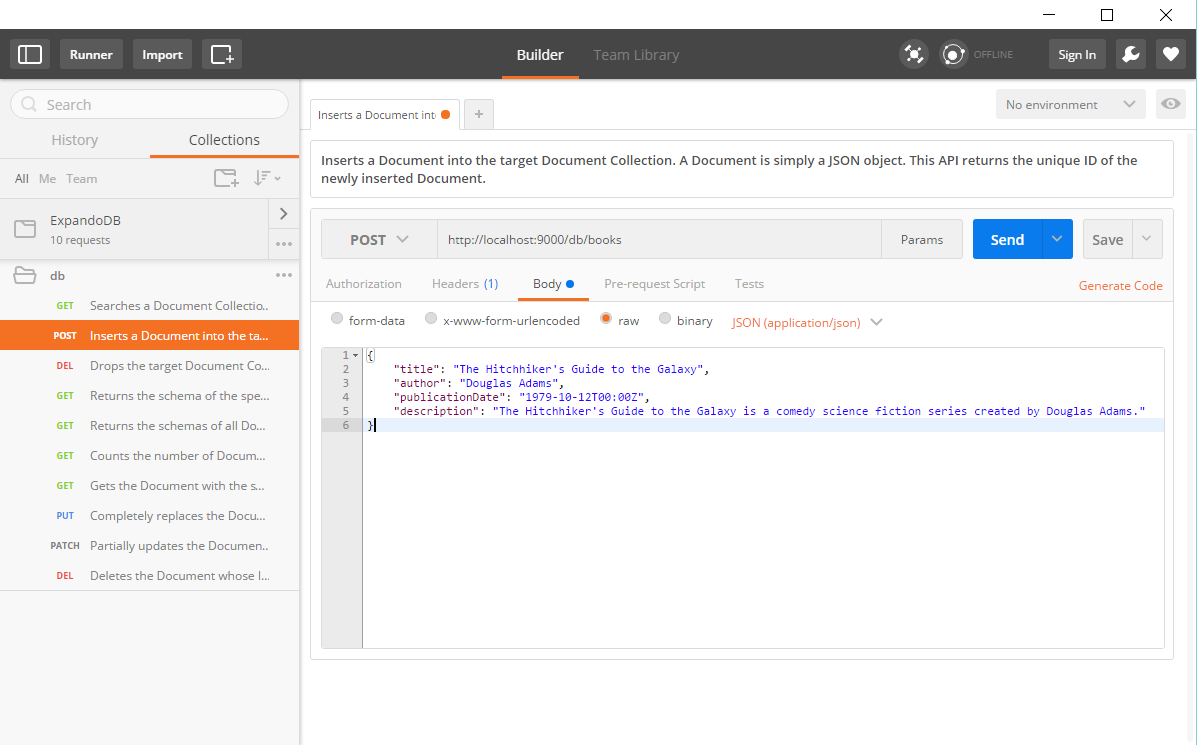 Runner
Import
Builder
Team Library
OFFLINE
Sign In
Search
History
Collections
All Me Team
ExpandoDB
10 requests
db
GET Searches a Document Collectio..
POST Inserts a Document into the ta...
DEL Drops the target Document Co...
GET Returns the schema of the spe...
GET Returns the schemas of all Do...
GET Counts the number of Docum...
GET Gets the Document with the s...
PUT Completely replaces the Docu...
PATCH Partially updates the Documen..
DEL Deletes the Document whose I...
Inserts a Document int
+
No environment
Inserts a Document into the target Document Collection. A Document is simply a JSON object. This API returns the unique ID of the
newly inserted Document.
POST
http://localhost:9000/db/books
Params
Send
Save
Authorization
Headers (1)
Body
Pre-request Script
Tests
Generate Code
form-data
x-www-form-urlencoded
raw
binary
JSON (application/json)
1 {
2 "title": "The Hitchhiker's Guide to the Galaxy",
3 "author": "Douglas Adams",
4 "publicationDate": "1979-10-12T00:00Z",
5 "description": "The Hitchhiker's Guide to the Galaxy is a comedy science fiction series created by Douglas Adams."
6 }